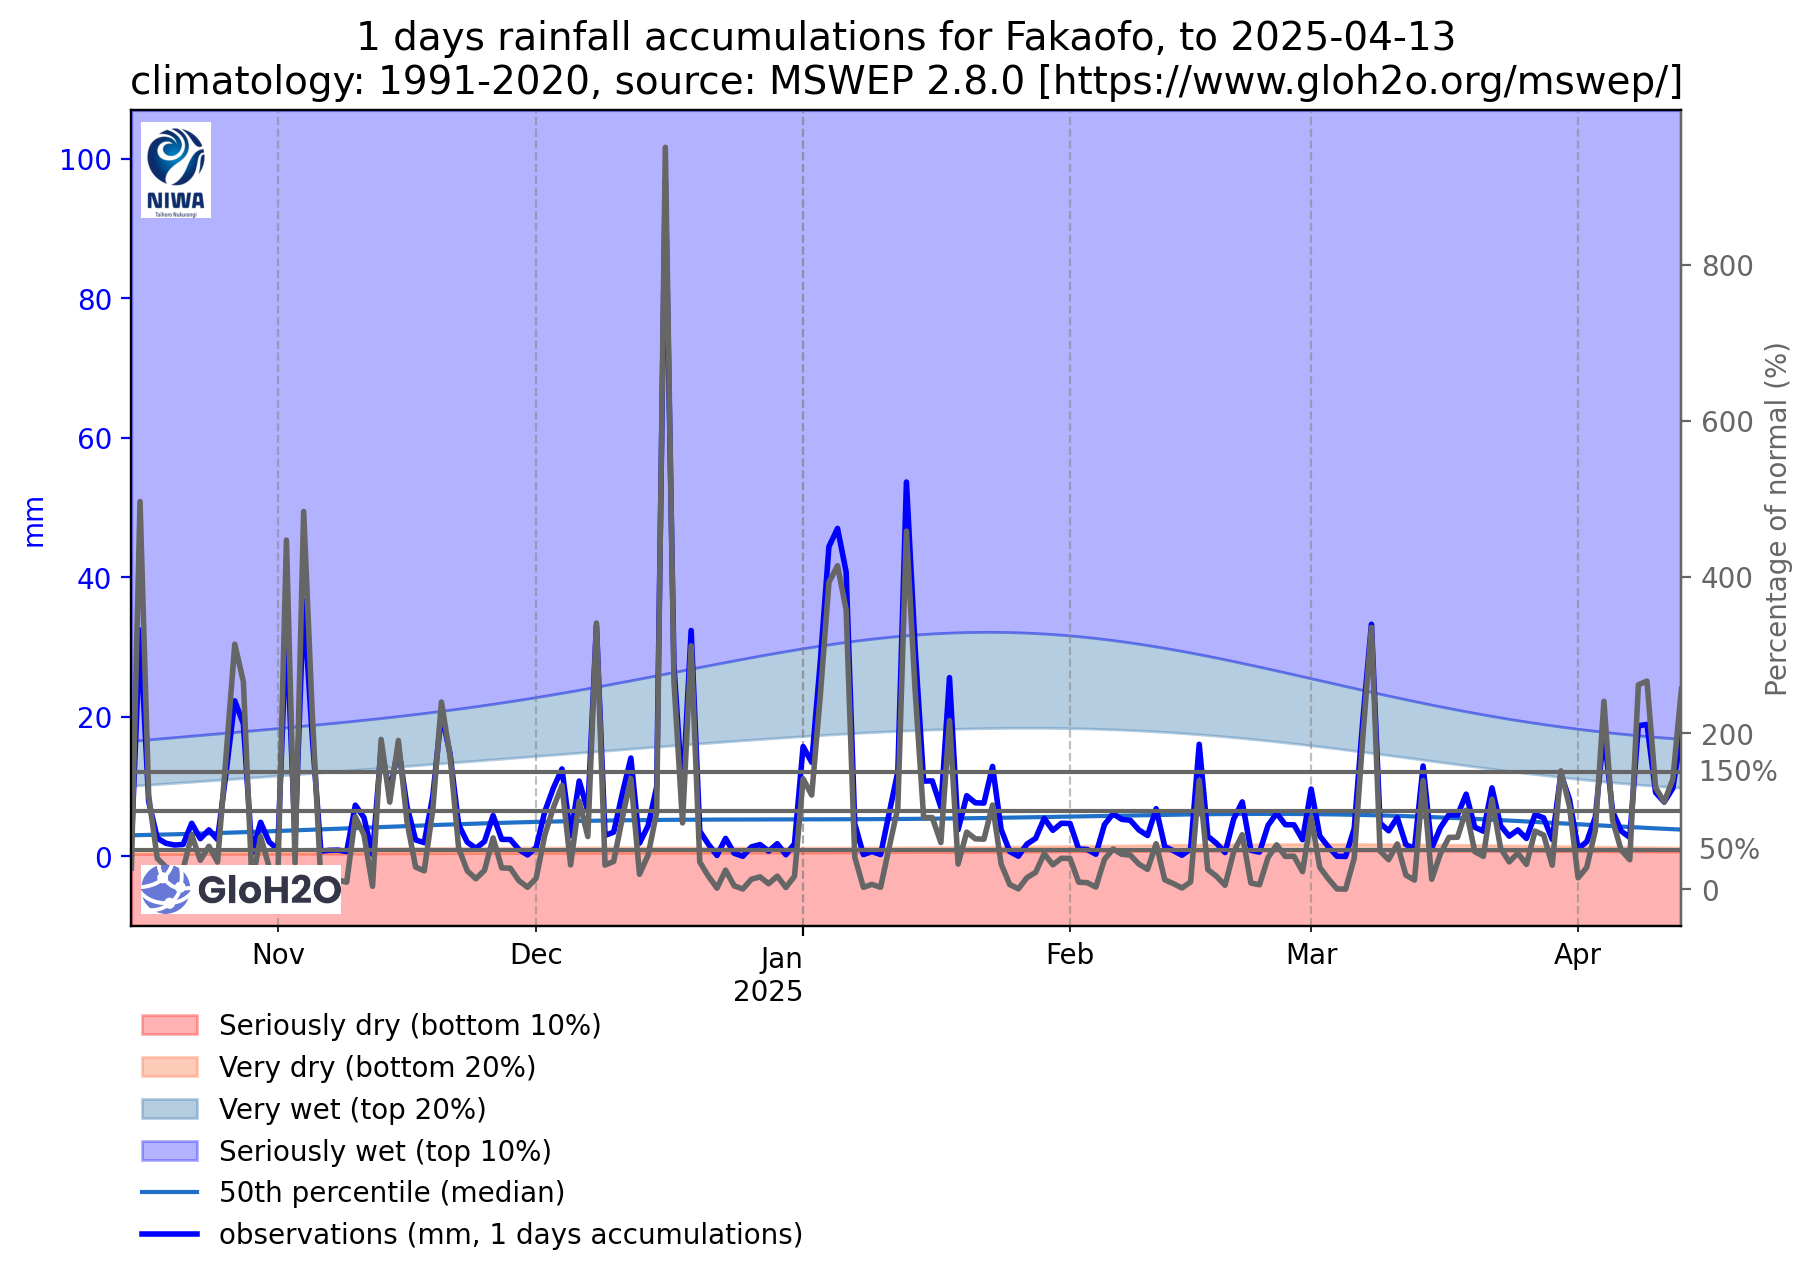 1 days rainfall accumulations for Fakaofo, to 2025-04-13
climatology: 1991-2020, source: MSWEP 2.8.0 [https://www.gloh2o.org/mswep/]
NIWA
Taihoro Nukurangi
100
80
60
40
20
0
mm
800
600
400
200
150%
50%
0
Percentage of normal (%)
GloH2O
Nov
Dec
Jan
2025
Feb
Mar
Apr
Seriously dry (bottom 10%)
Very dry (bottom 20%)
Very wet (top 20%)
Seriously wet (top 10%)
50th percentile (median)
observations (mm, 1 days accumulations)